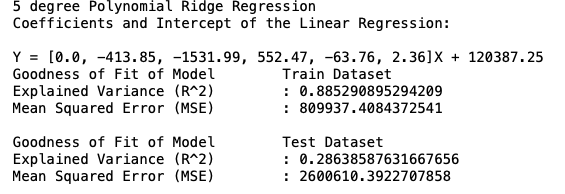 5 degree Polynomial Ridge Regression
Coefficients and Intercept of the Linear Regression:
Y = [0.0, -413.85, -1531.99, 552.47, -63.76, 2.36]X + 120387.25
Goodness of Fit of Model Train Dataset
Explained Variance (R^2) : 0.885290895294209
Mean Squared Error (MSE) : 809937.4084372541
Goodness of Fit of Model Test Dataset
Explained Variance (R^2) : 0.28638587631667656
Mean Squared Error (MSE) : 2600610.3922707858